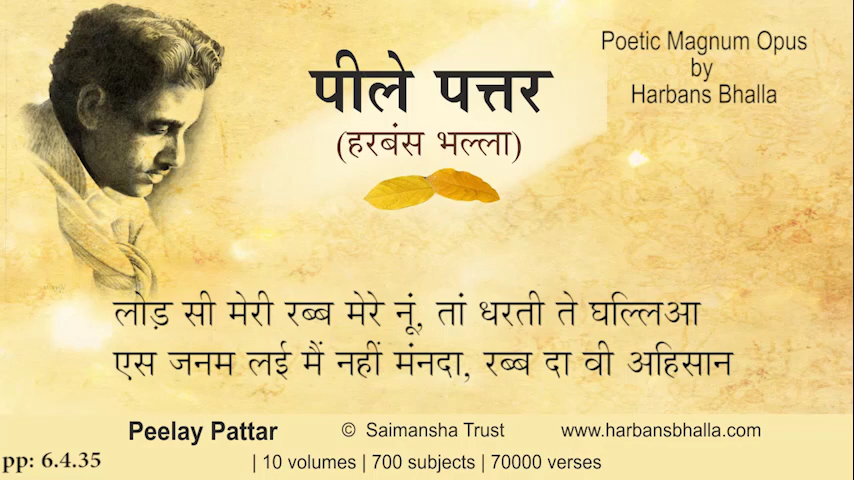 पीले पत्तर
(हरबंस भल्ला)
Poetic Magnum Opus
by
Harbans Bhalla
लोड़ सी मेरी रब्ब मेरे नूं, तां धरती ते घल्लिआ
एस जनम लई मैं नहीं मंनदा, रब्ब दा वी अहिसान
Peelay Pattar © Saimansha Trust www.harbansbhalla.com
pp: 6.4.35 | 10 volumes | 700 subjects | 70000 verses